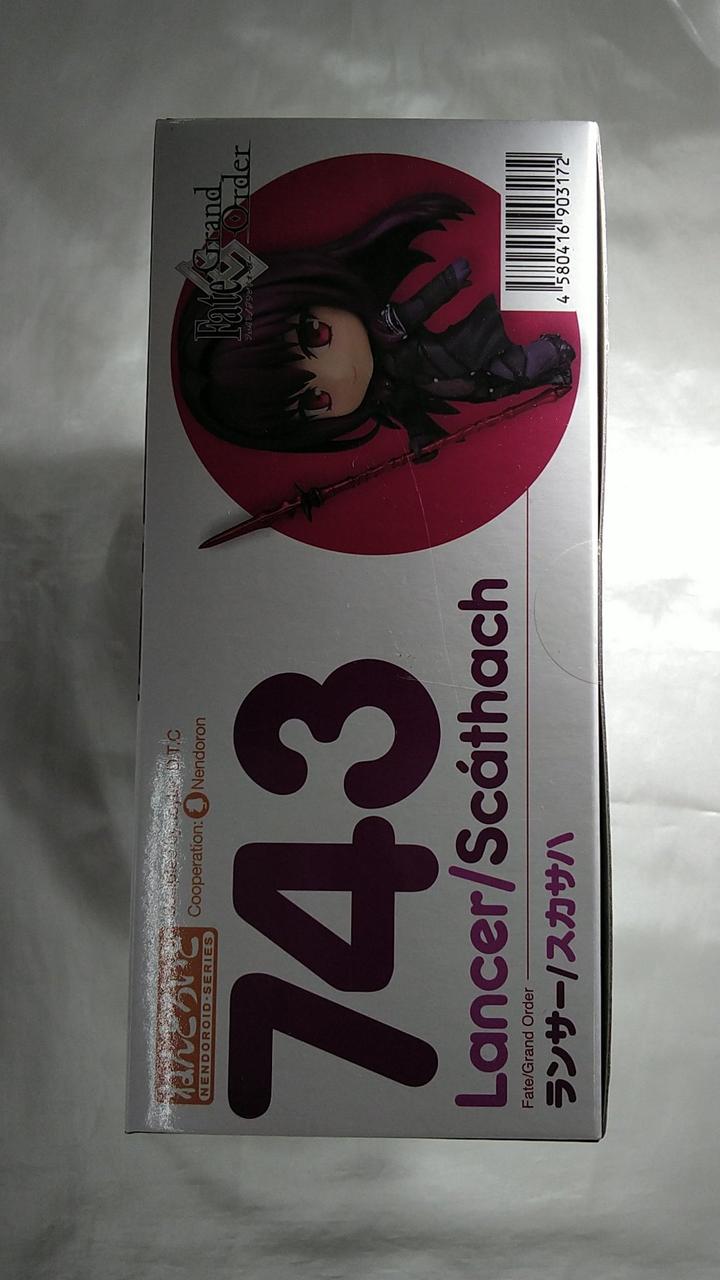 ねんどろいど
NENDOROID·SERIES
Cooperation: Nendoron
743
Lancer/Scáthach
Fate/Grand Order
ランサー/スカサハ
Fate
Grand
Order
4 580416 903172